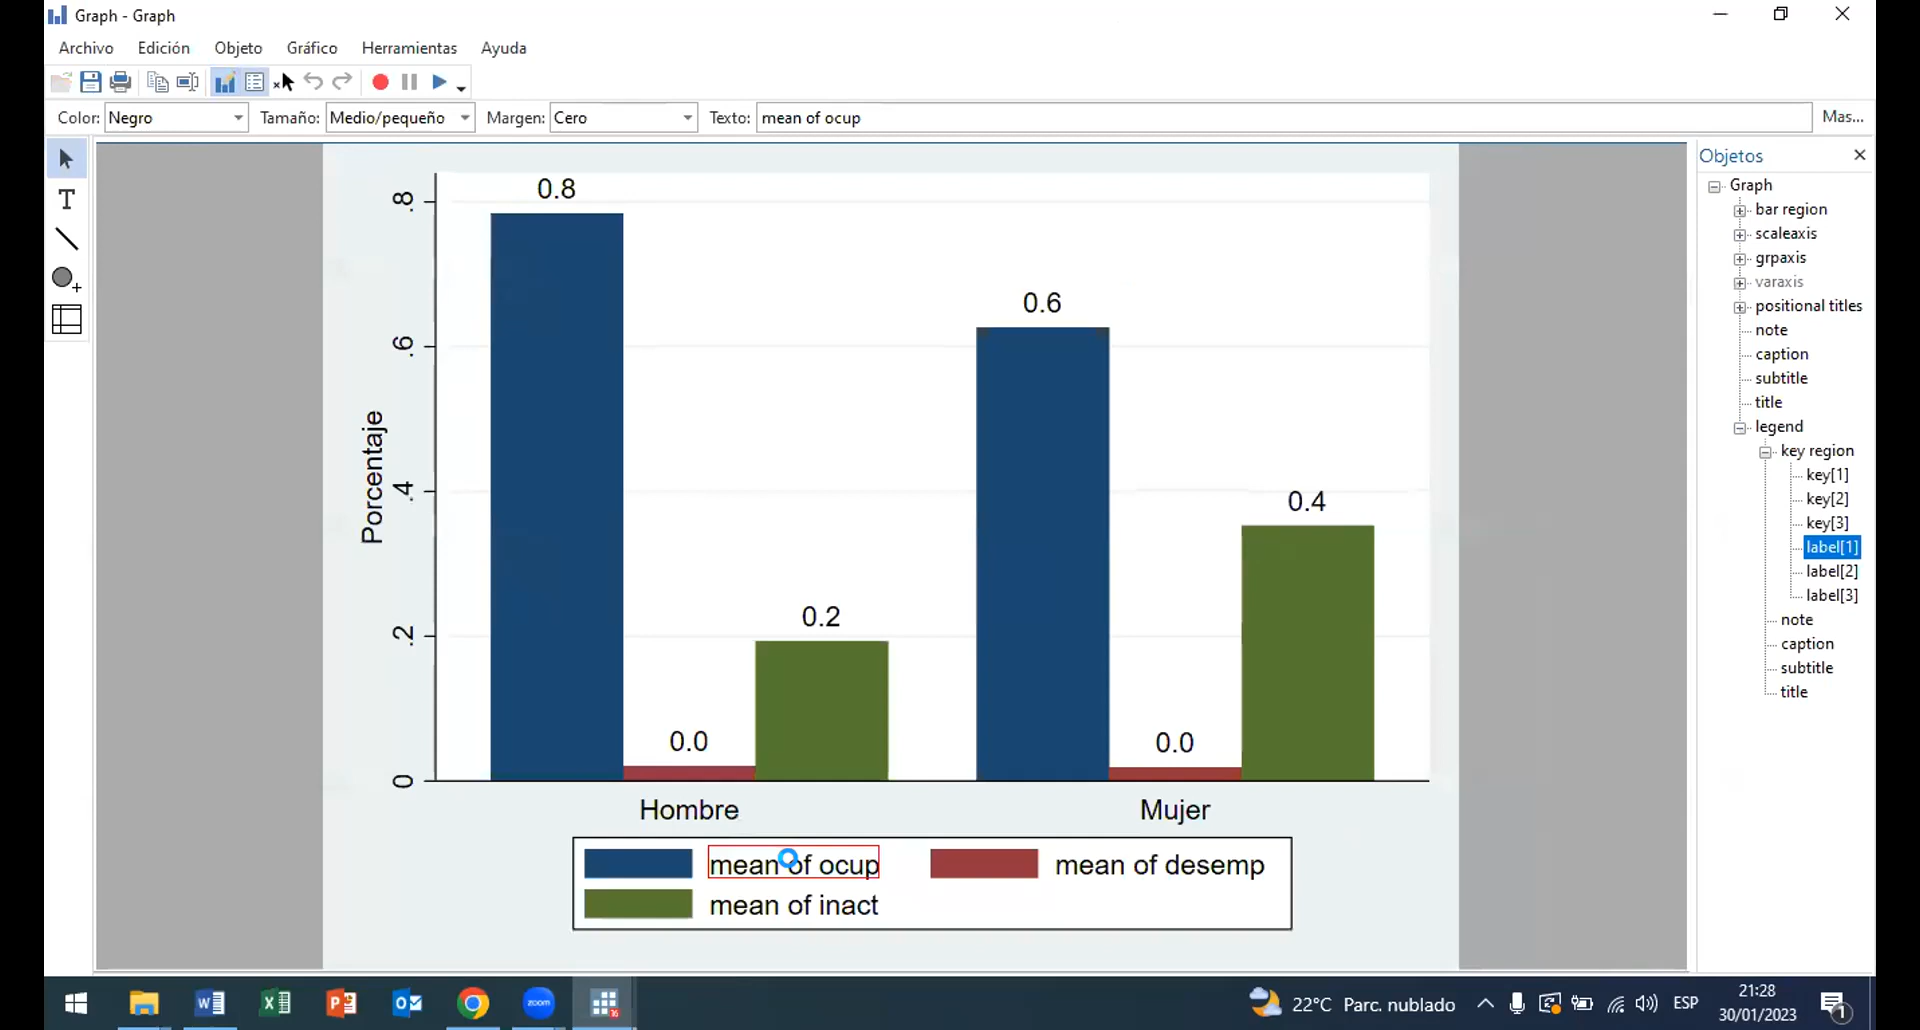 Graph - Graph
Archivo Edición Objeto Gráfico Herramientas Ayuda
Color: Negro Tamaño: Medio/pequeño Margen: Cero Texto: mean of ocup Mas...
Objetos
Graph
bar region
scaleaxis
grpaxis
varaxis
positional titles
note
caption
subtitle
title
legend
key region
key[1]
key[2]
key[3]
label[1]
label[2]
label[3]
note
caption
subtitle
title
Porcentaje
.8
.6
.4
.2
0
0.8
0.0
0.2
0.6
0.0
0.4
Hombre Mujer
mean of ocup mean of desemp
mean of inact
zoom
22°C Parc. nublado
ESP
21:28
30/01/2023
1